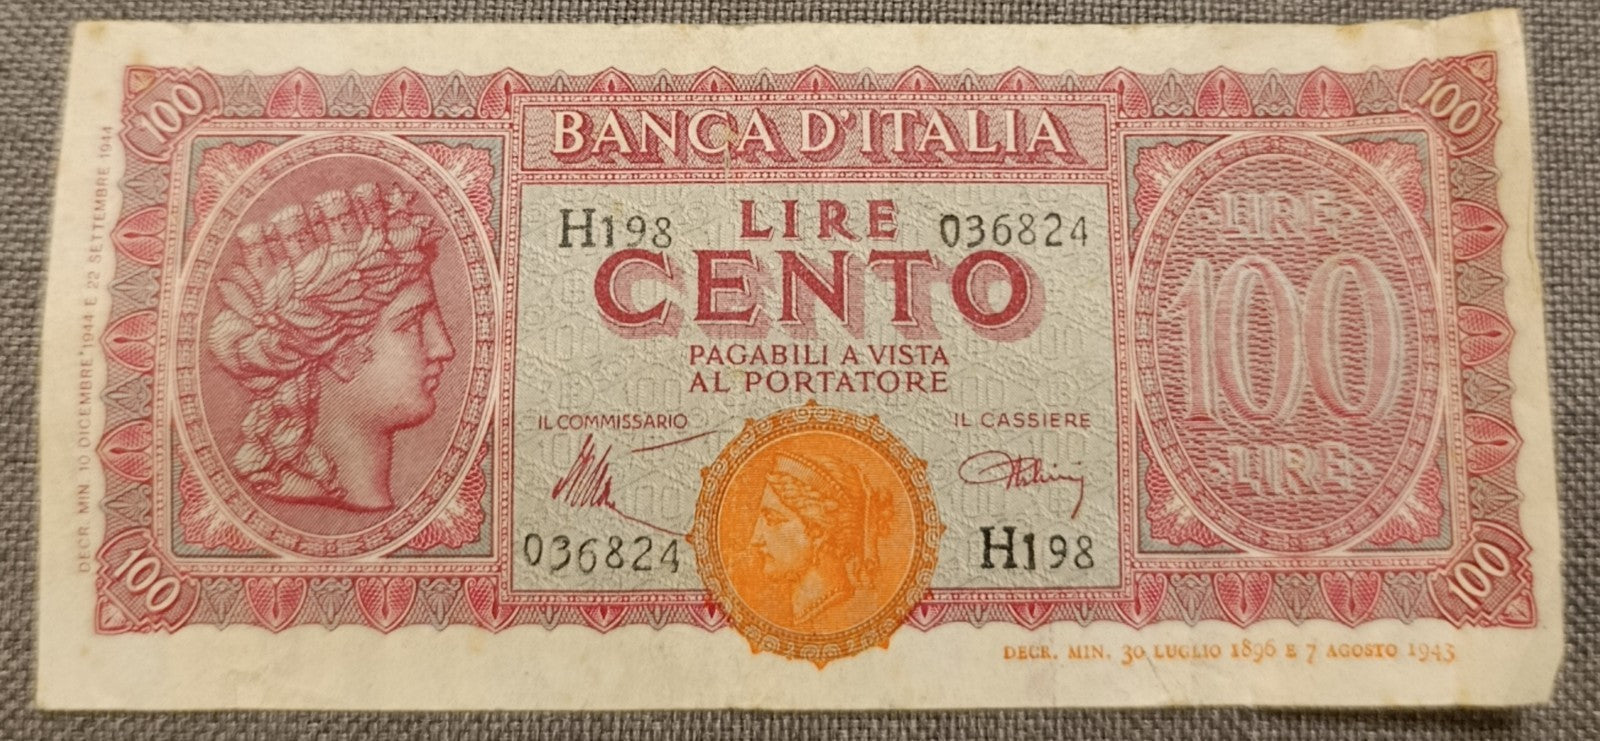 100
100
BANCA D'ITALIA
H198
LIRE
036824
CENTO
PAGABILI A VISTA
AL PORTATORE
IL COMMISSARIO
IL CASSIERE
036824
H198
LIRE
100
LIRE
100
100
DECR. MIN. 10 DICEMBRE 1944 E 22 SETTEMBRE 1944
DECR. MIN. 30 LUGLIO 1896 E 7 AGOSTO 1943